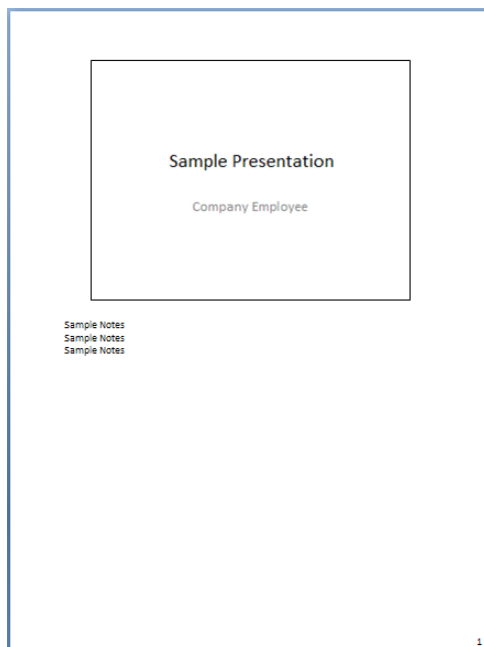 Sample Presentation
Company Employee
Sample Notes
Sample Notes
Sample Notes
1